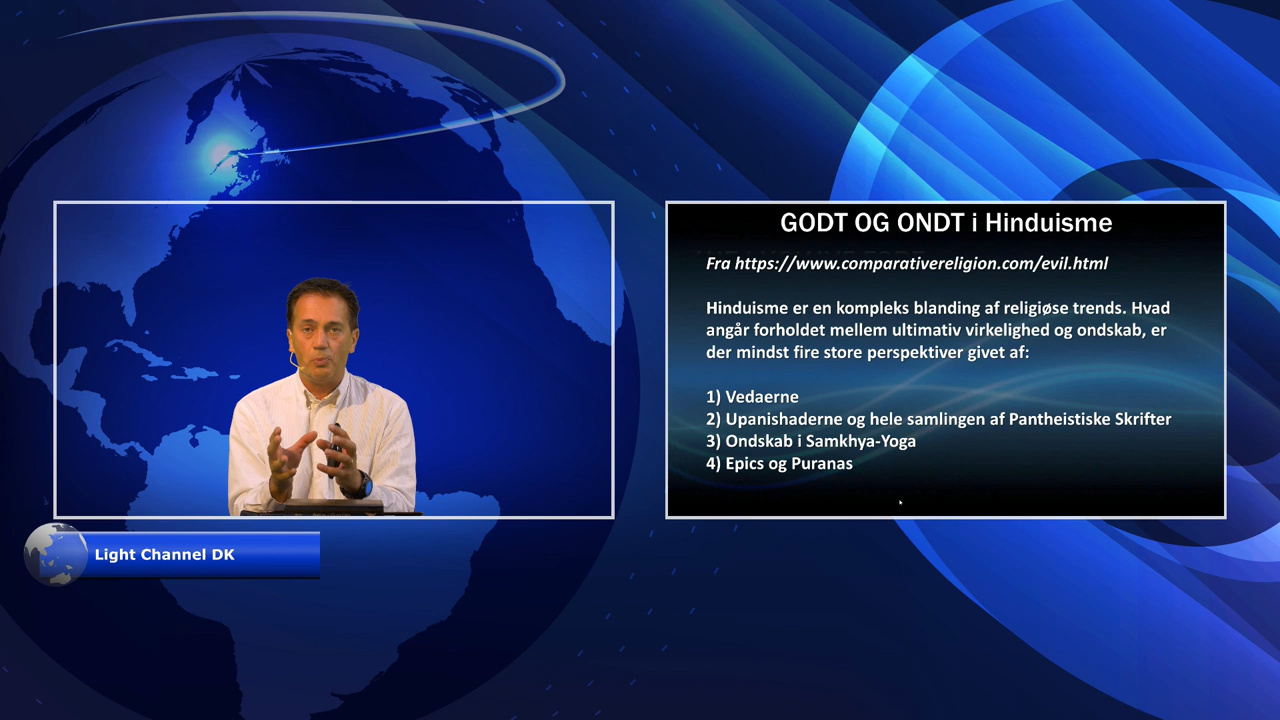 GODT OG ONDT i Hinduisme
Fra https://www.comparativereligion.com/evil.html
Hinduisme er en kompleks blanding af religiøse trends. Hvad
angår forholdet mellem ultimativ virkelighed og ondskab, er
der mindst fire store perspektiver givet af:
1) Vedaerne
2) Upanishaderne og hele samlingen af Pantheistiske Skrifter
3) Ondskab i Samkhya-Yoga
4) Epics og Puranas
Light Channel DK